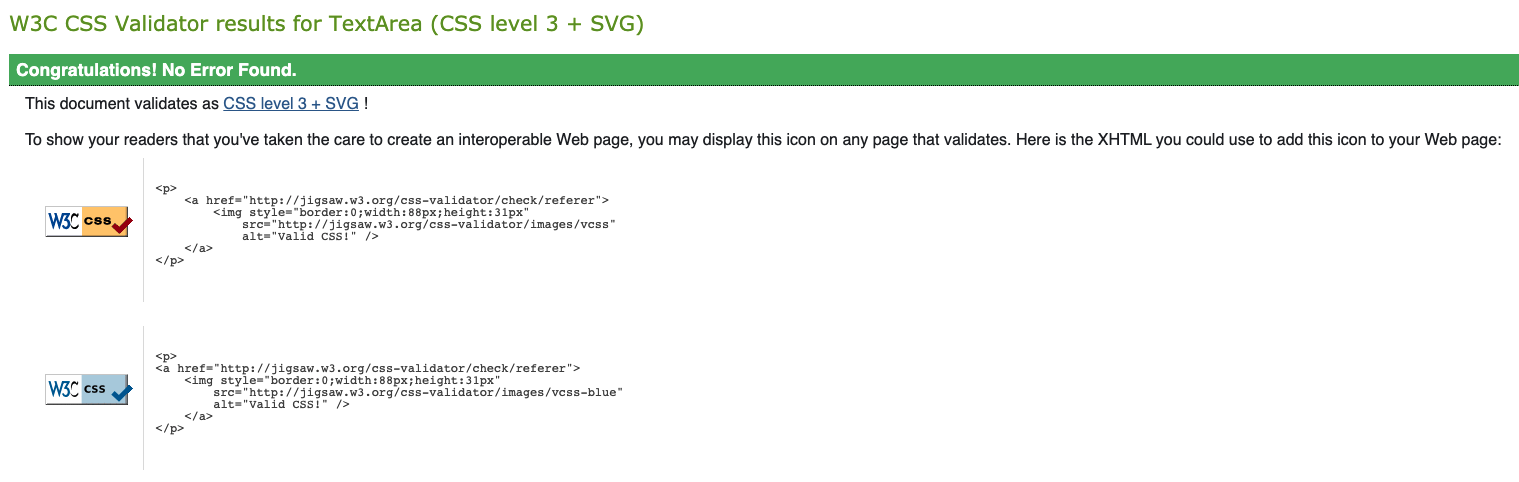 W3C CSS Validator results for TextArea (CSS level 3 + SVG)
Congratulations! No Error Found.
This document validates as CSS level 3 + SVG !
To show your readers that you've taken the care to create an interoperable Web page, you may display this icon on any page that validates. Here is the XHTML you could use to add this icon to your Web page:
W3C css
<p>
    <a href="http://jigsaw.w3.org/css-validator/check/referer">
        <img style="border:0;width:88px;height:31px"
            src="http://jigsaw.w3.org/css-validator/images/vcss"
            alt="Valid CSS!" />
    </a>
</p>
W3C css
<p>
<a href="http://jigsaw.w3.org/css-validator/check/referer">
    <img style="border:0;width:88px;height:31px"
        src="http://jigsaw.w3.org/css-validator/images/vcss-blue"
        alt="Valid CSS!" />
    </a>
</p>